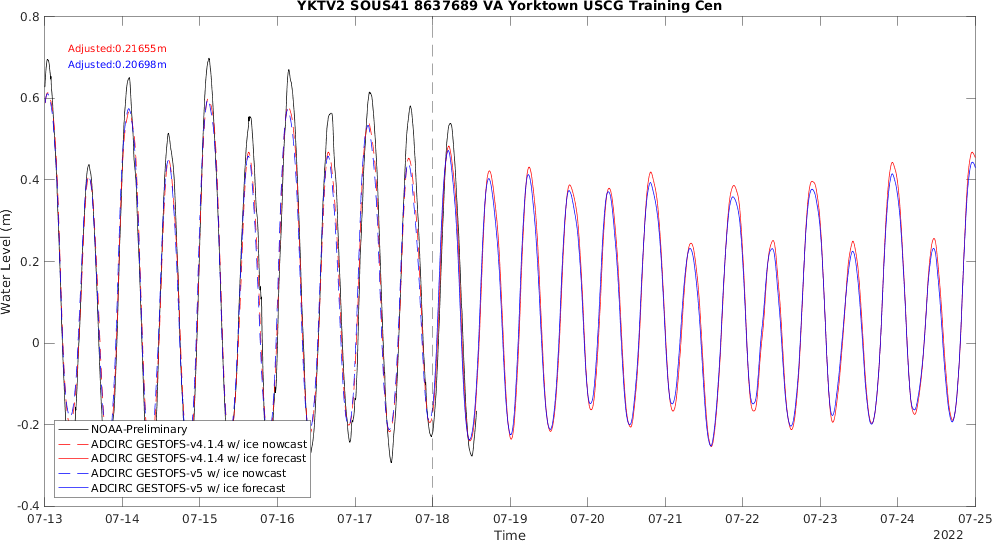 YKTV2 SOUS41 8637689 VA Yorktown USCG Training Cen
Adjusted:0.21655m
Adjusted:0.20698m
0.8
0.6
0.4
0.2
0
-0.2
-0.4
Water Level (m)
NOAA-Preliminary
ADCIRC GESTOFS-v4.1.4 w/ ice nowcast
ADCIRC GESTOFS-v4.1.4 w/ ice forecast
ADCIRC GESTOFS-v5 w/ ice nowcast
ADCIRC GESTOFS-v5 w/ ice forecast
07-13 07-14 07-15 07-16 07-17 07-18 07-19 07-20 07-21 07-22 07-23 07-24 07-25
Time
2022